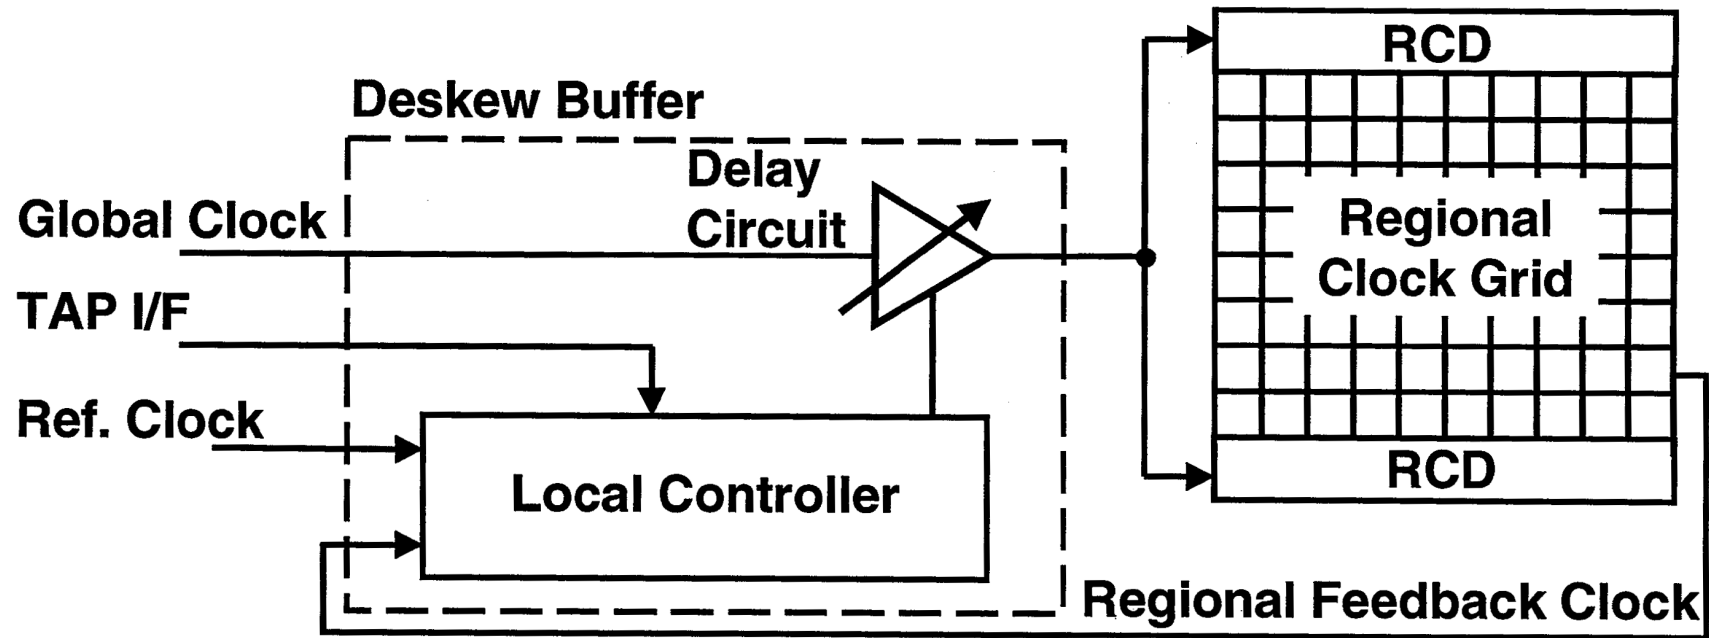 RCD
Deskew Buffer
Delay
Circuit
Global Clock
Regional
Clock Grid
TAP I/F
Ref. Clock
Local Controller
RCD
Regional Feedback Clock